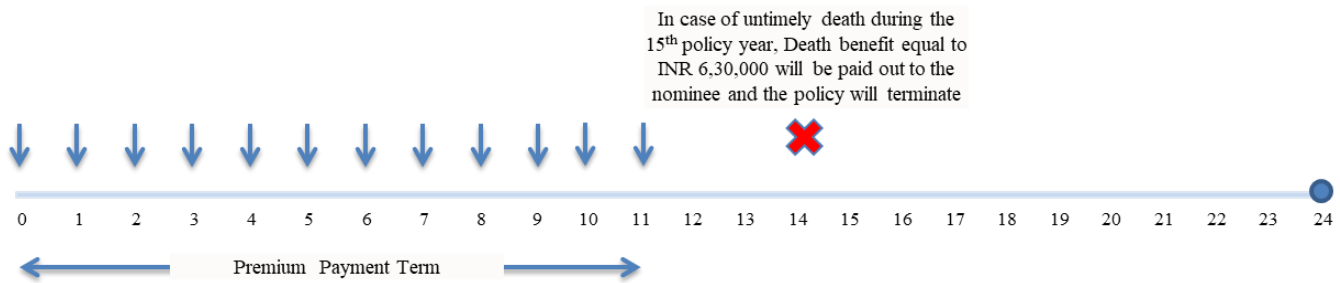 In case of untimely death during the
15th policy year, Death benefit equal to
INR 6,30,000 will be paid out to the
nominee and the policy will terminate
0 1 2 3 4 5 6 7 8 9 10 11 12 13 14 15 16 17 18 19 20 21 22 23 24
Premium Payment Term